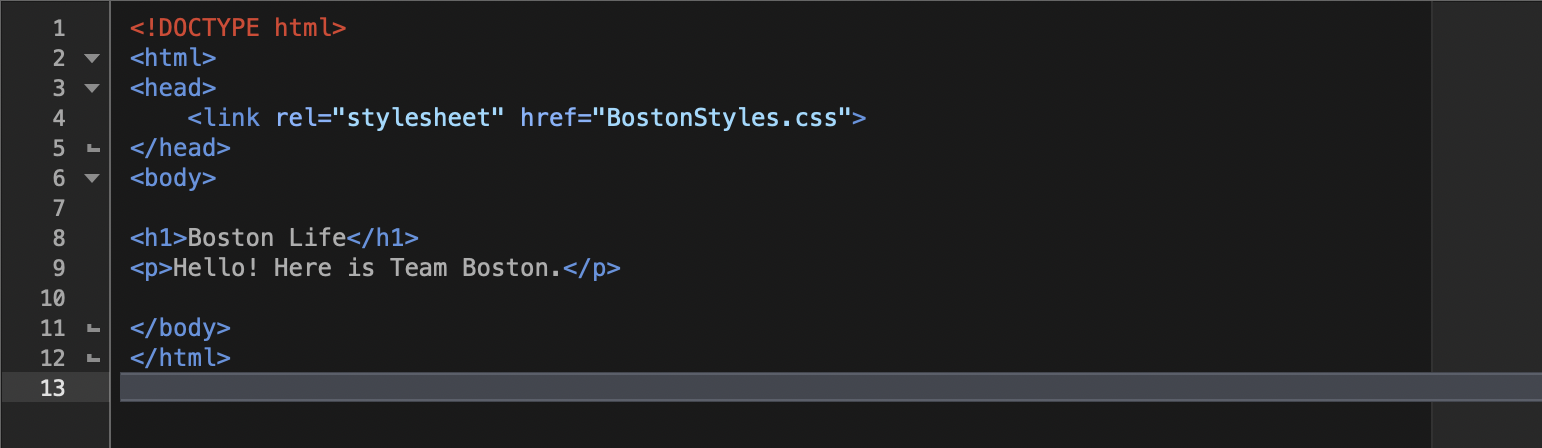 1 <!DOCTYPE html>
2 <html>
3 <head>
4     <link rel="stylesheet" href="BostonStyles.css">
5 </head>
6 <body>
7
8 <h1>Boston Life</h1>
9 <p>Hello! Here is Team Boston.</p>
10
11 </body>
12 </html>
13